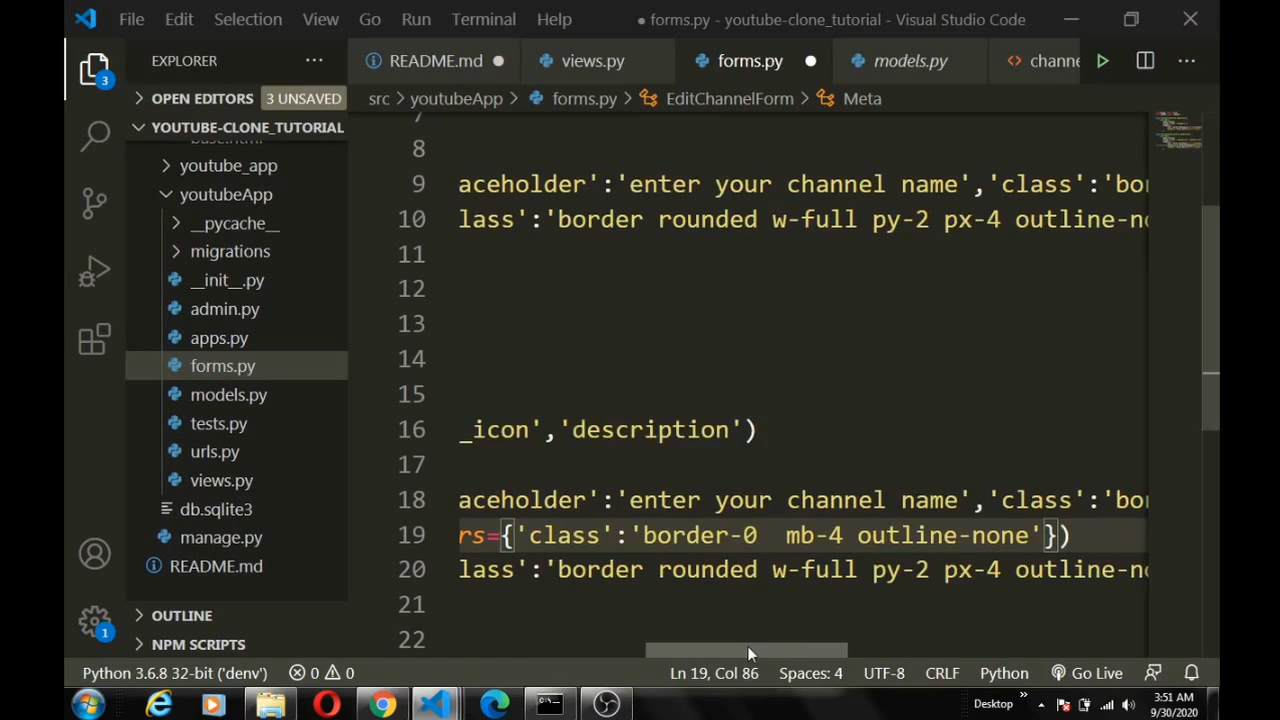 File Edit Selection View Go Run Terminal Help ● forms.py - youtube-clone_tutorial - Visual Studio Code
EXPLORER ··· README.md ● views.py forms.py ● models.py channe ···
OPEN EDITORS 3 UNSAVED
src > youtubeApp > forms.py > EditChannelForm > Meta
YOUTUBE-CLONE_TUTORIAL
youtube_app
youtubeApp
__pycache__
migrations
__init__.py
admin.py
apps.py
forms.py
models.py
tests.py
urls.py
views.py
db.sqlite3
manage.py
README.md
OUTLINE
NPM SCRIPTS
3
1
7
8
9 aceholder':'enter your channel name','class':'bor
10 lass':'border rounded w-full py-2 px-4 outline-no
11
12
13
14
15
16 _icon','description')
17
18 aceholder':'enter your channel name','class':'bor
19 rs={'class':'border-0  mb-4 outline-none'})
20 lass':'border rounded w-full py-2 px-4 outline-no
21
22
Python 3.6.8 32-bit ('denv') 0 0 Ln 19, Col 86 Spaces: 4 UTF-8 CRLF Python Go Live
Desktop » 3:51 AM
9/30/2020